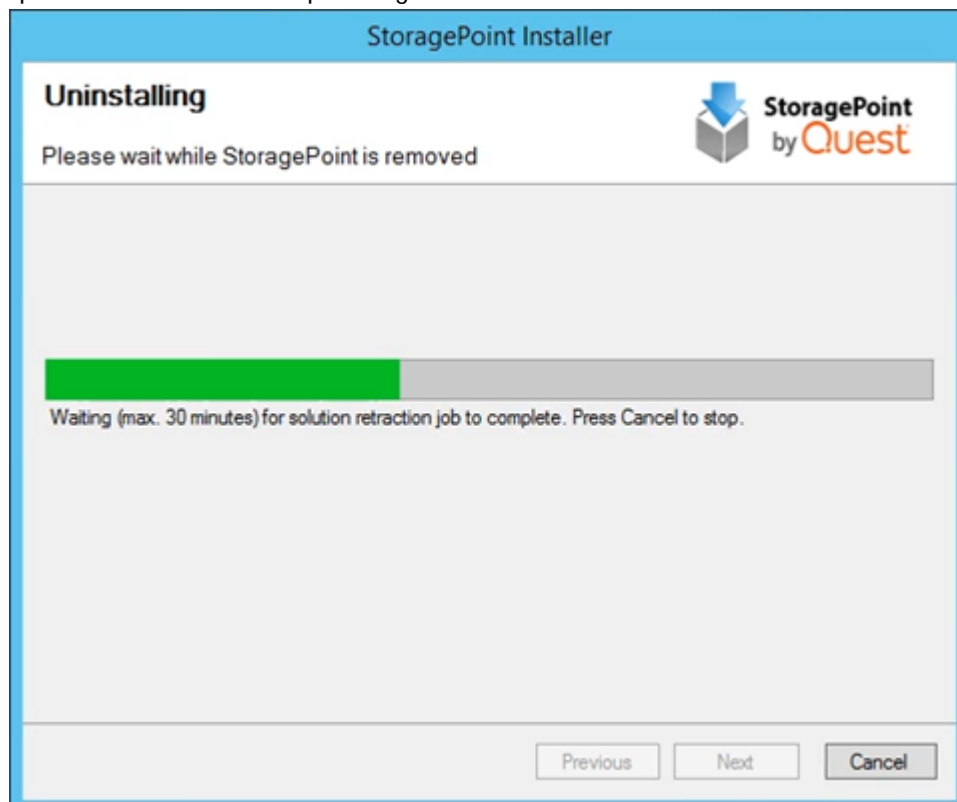 StoragePoint Installer
Uninstalling
Please wait while StoragePoint is removed
StoragePoint
by Quest
Waiting (max. 30 minutes) for solution retraction job to complete. Press Cancel to stop.
Previous Next Cancel